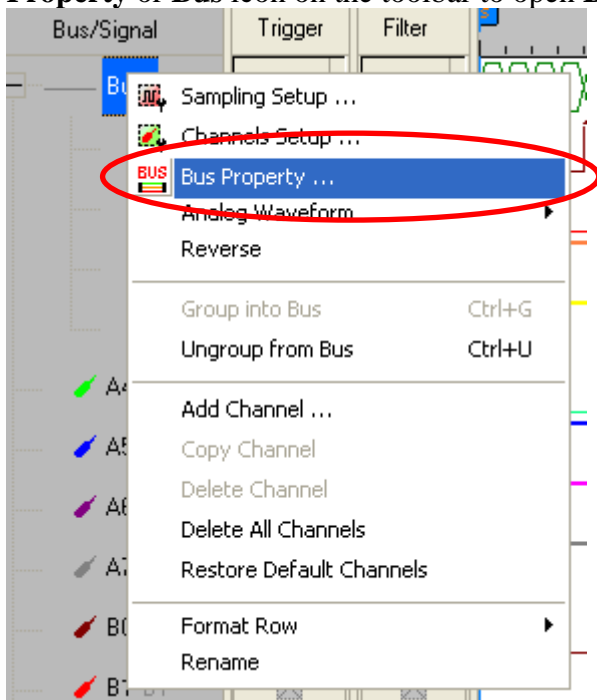 Property or Bus icon on the toolbar to open
Bus/Signal Trigger Filter
Sampling Setup ...
Channels Setup ...
BUS Bus Property ...
Analog Waveform
Reverse
Group into Bus Ctrl+G
Ungroup from Bus Ctrl+U
A4
Add Channel ...
A5 Copy Channel
Delete Channel
A6
Delete All Channels
A7 Restore Default Channels
B0 Format Row
Rename
B1